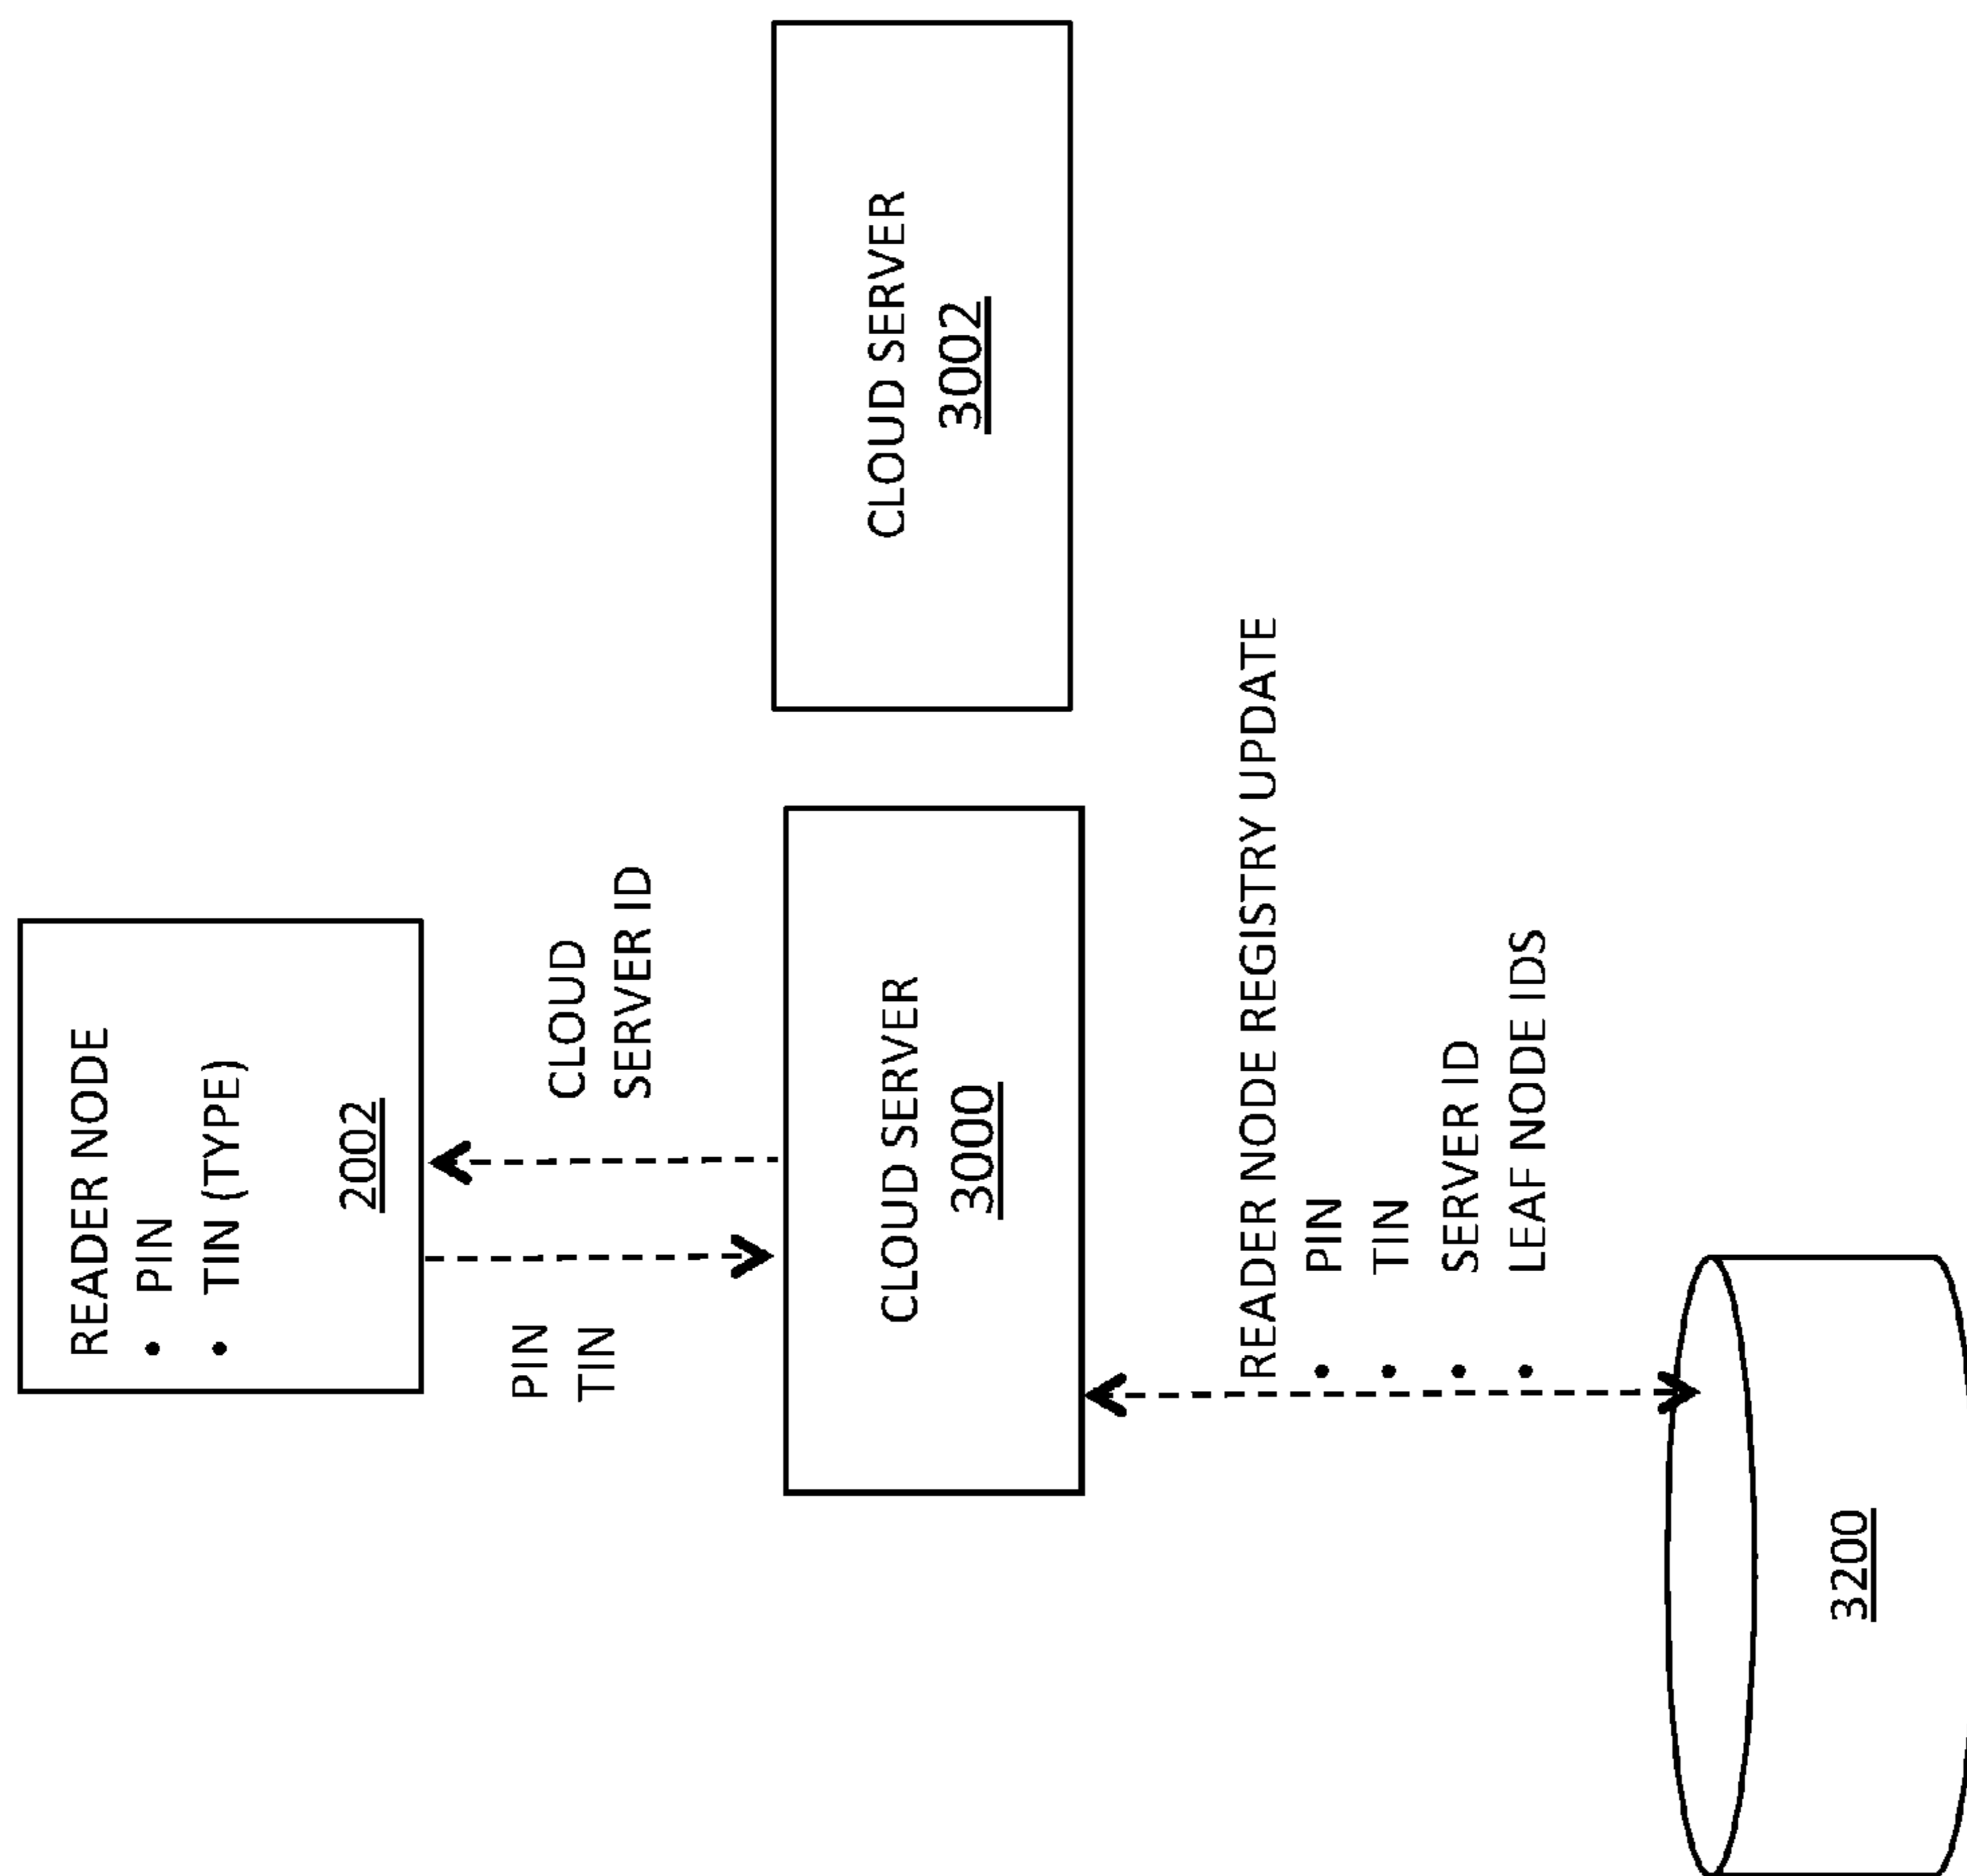 READER NODE
• PIN
• TIN (TYPE)
2002
PIN
TIN
CLOUD
SERVER ID
CLOUD SERVER
3000
CLOUD SERVER
3002
READER NODE REGISTRY UPDATE
• PIN
• TIN
• SERVER ID
• LEAF NODE IDS
3200